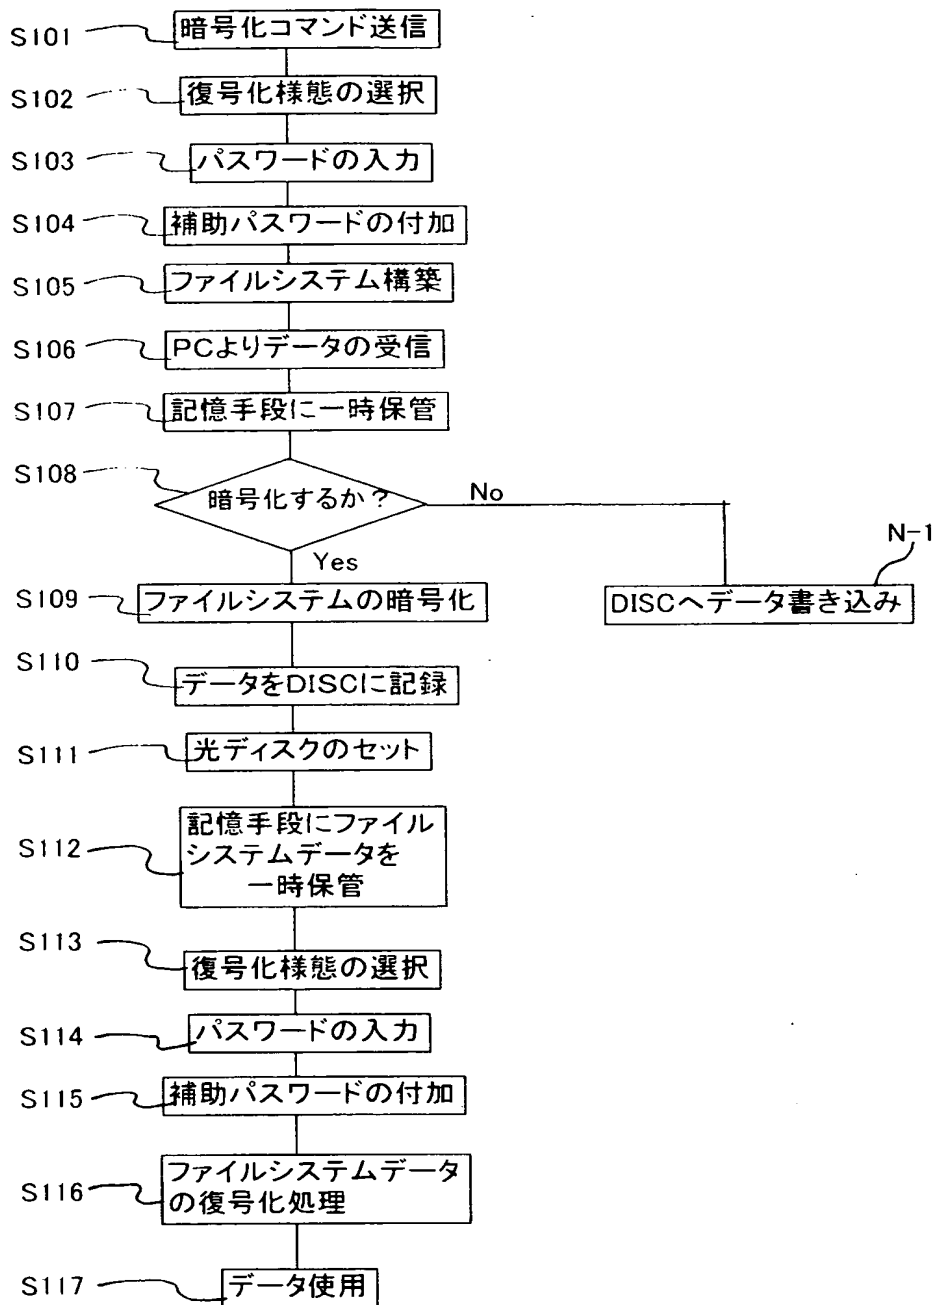 S101 暗号化コマンド送信
S102 復号化様態の選択
S103 パスワードの入力
S104 補助パスワードの付加
S105 ファイルシステム構築
S106 PCよりデータの受信
S107 記憶手段に一時保管
S108 暗号化するか?
No
Yes
N-1
S109 ファイルシステムの暗号化
DISCへデータ書き込み
S110 データをDISCに記録
S111 光ディスクのセット
S112 記憶手段にファイル
システムデータを
一時保管
S113 復号化様態の選択
S114 パスワードの入力
S115 補助パスワードの付加
S116 ファイルシステムデータ
の復号化処理
S117 データ使用